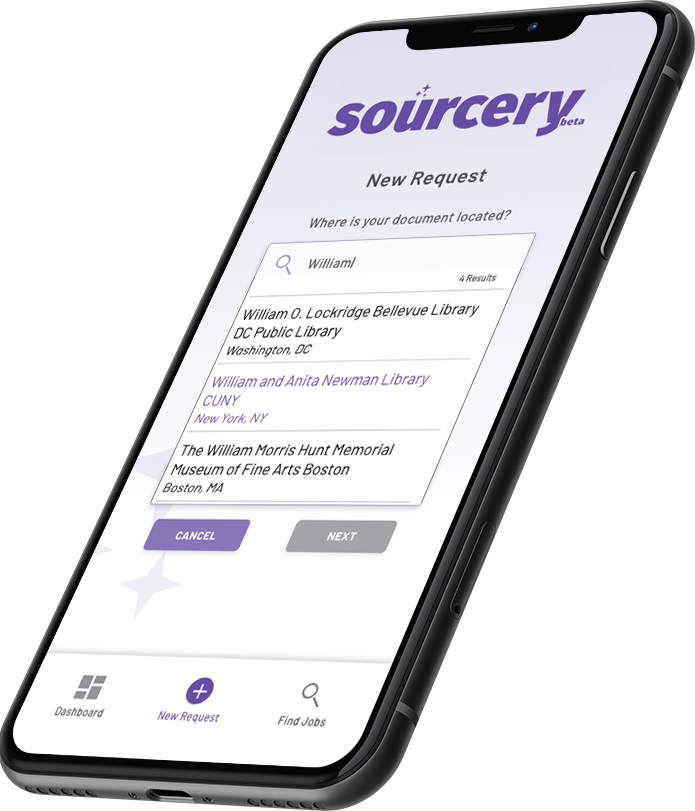 sourcery
beta
New Request
Where is your document located?
William|
4 Results
William O. Lockridge Bellevue Library
DC Public Library
Washington, DC
William and Anita Newman Library
CUNY
New York, NY
The William Morris Hunt Memorial
Museum of Fine Arts Boston
Boston, MA
CANCEL
NEXT
Dashboard
New Request
Find Jobs